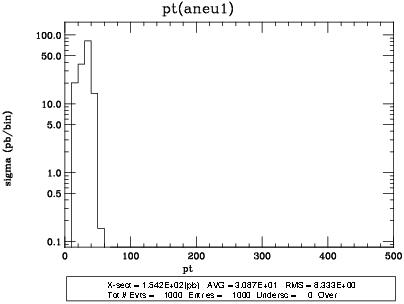 pt(aneu1)
100.0
50.0
10.0
5.0
1.0
0.5
0.1
sigma (pb/bin)
0 100 200 300 400 500
pt
X-sect = 1.542E+02(pb) AVG = 3.087E+01 RMS = 8.333E+00
Tot # Evts = 1000 Entries = 1000 Undersc = 0 Over